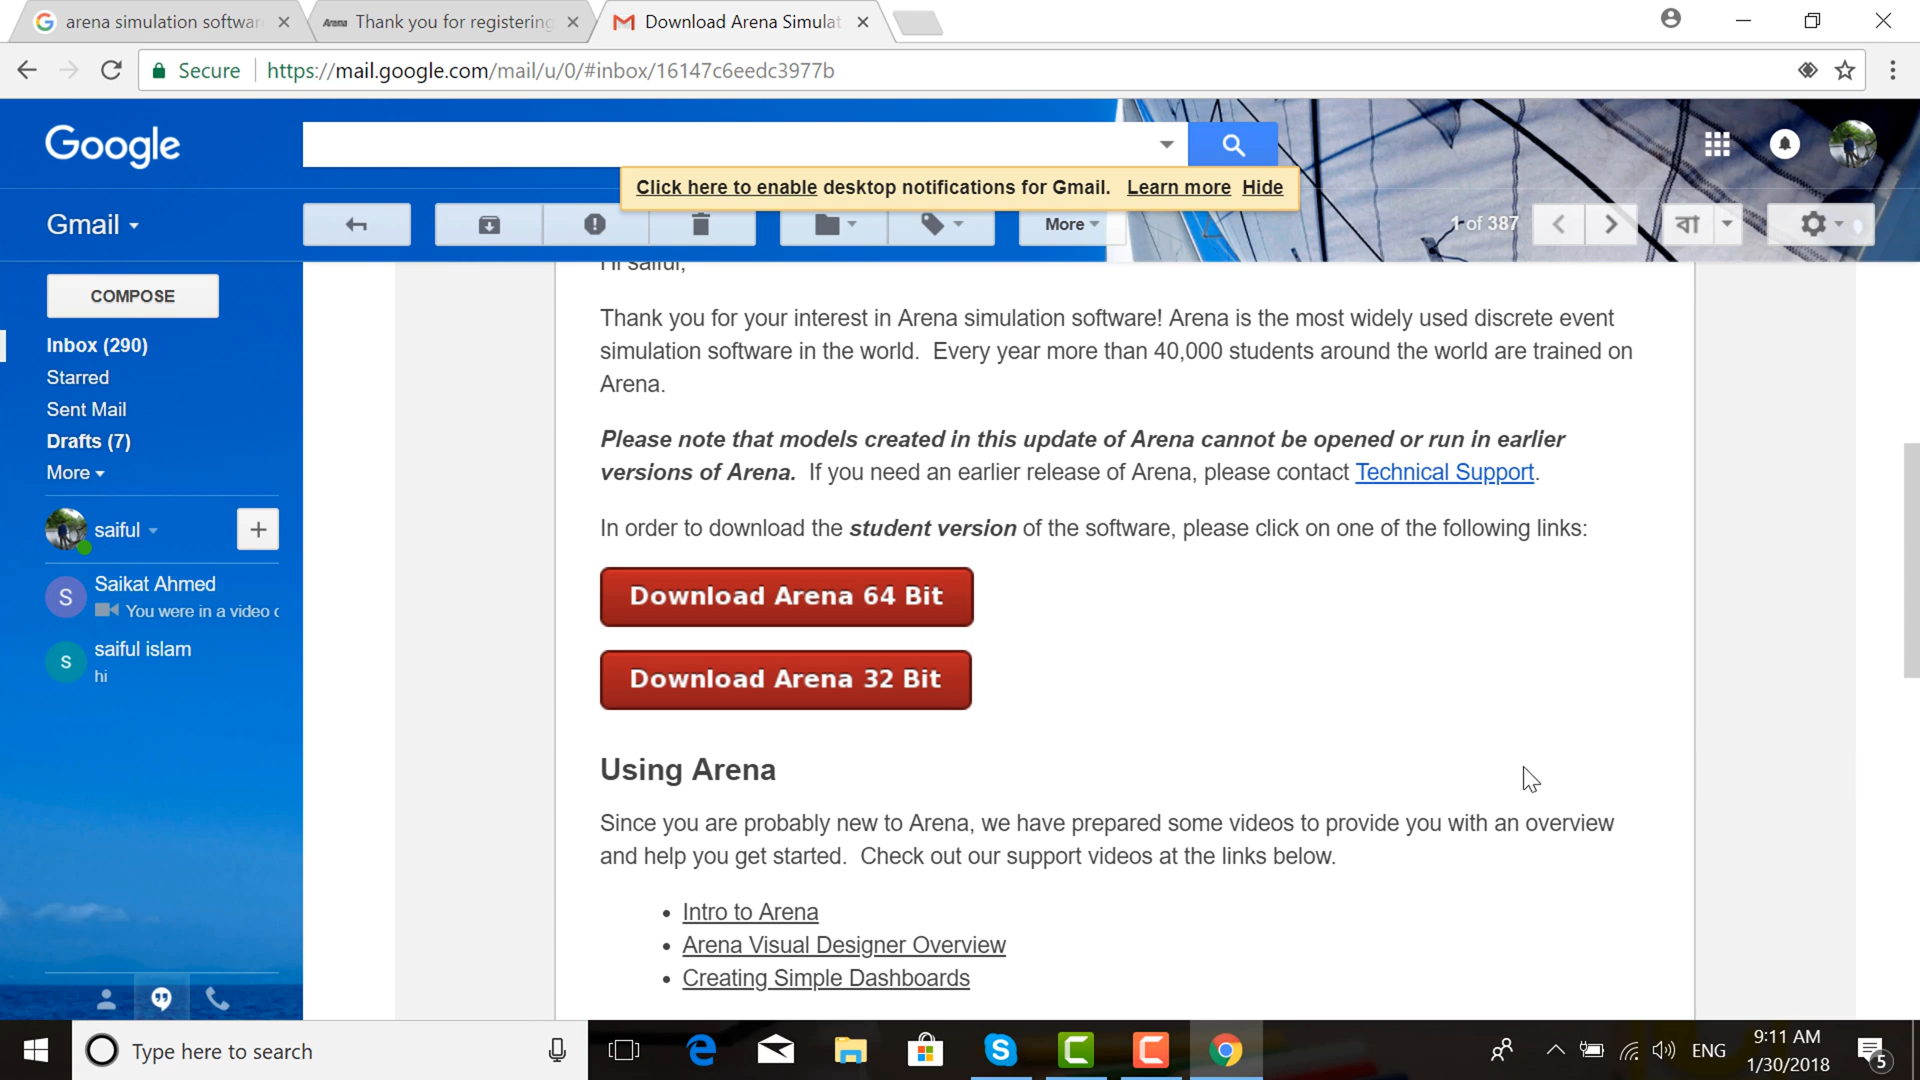 arena simulation softwar
Arena Thank you for registering
Download Arena Simulat
Secure https://mail.google.com/mail/u/0/#inbox/16147c6eedc3977b
Google
Click here to enable desktop notifications for Gmail. Learn more Hide
Gmail
More
1 of 387
বা
COMPOSE
Inbox (290)
Starred
Sent Mail
Drafts (7)
More
saiful
S
Saikat Ahmed
You were in a video c
S
saiful islam
hi
Hi saiful,
Thank you for your interest in Arena simulation software! Arena is the most widely used discrete event
simulation software in the world. Every year more than 40,000 students around the world are trained on
Arena.
Please note that models created in this update of Arena cannot be opened or run in earlier
versions of Arena. If you need an earlier release of Arena, please contact Technical Support.
In order to download the student version of the software, please click on one of the following links:
Download Arena 64 Bit
Download Arena 32 Bit
Using Arena
Since you are probably new to Arena, we have prepared some videos to provide you with an overview
and help you get started. Check out our support videos at the links below.
• Intro to Arena
• Arena Visual Designer Overview
• Creating Simple Dashboards
Type here to search
ENG
9:11 AM
1/30/2018
5